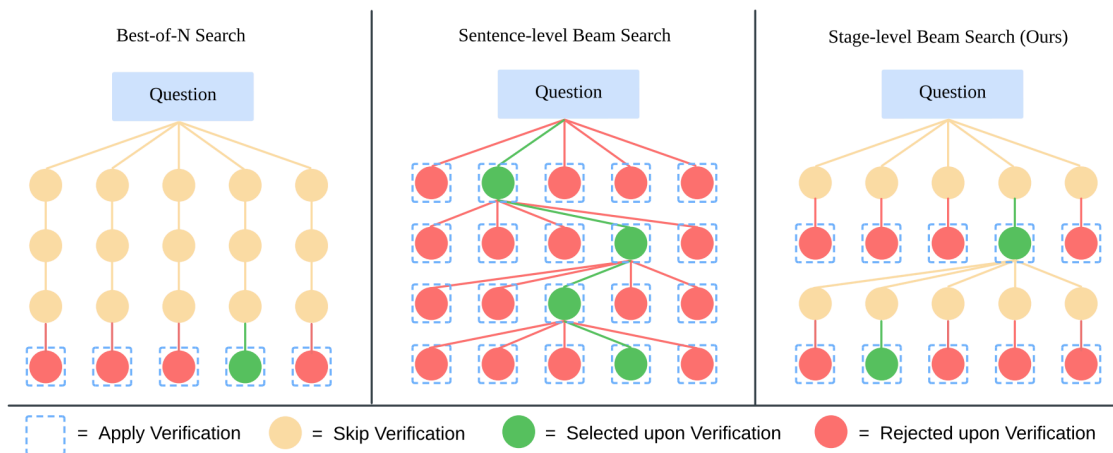 Best-of-N Search
Sentence-level Beam Search
Stage-level Beam Search (Ours)
Question
Question
Question
= Apply Verification
= Skip Verification
= Selected upon Verification
= Rejected upon Verification